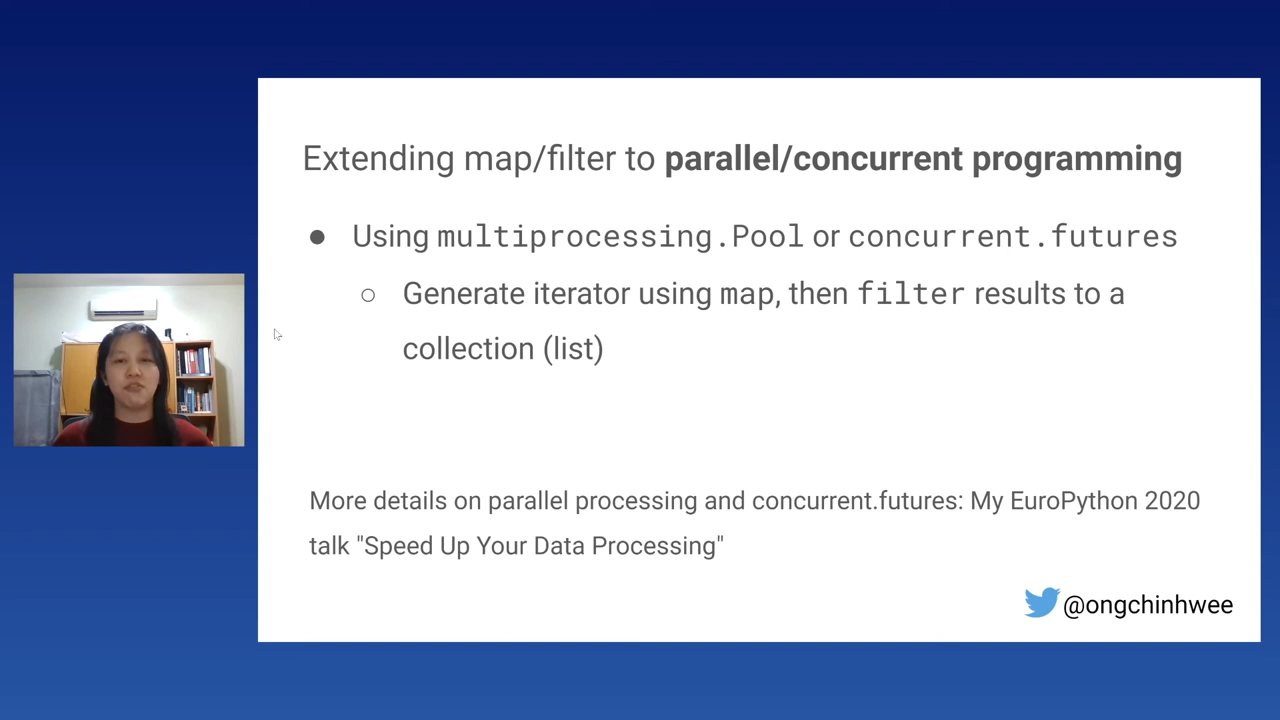 Extending map/filter to parallel/concurrent programming
● Using multiprocessing.Pool or concurrent.futures
○ Generate iterator using map, then filter results to a
collection (list)
More details on parallel processing and concurrent.futures: My EuroPython 2020
talk "Speed Up Your Data Processing"
@ongchinhwee